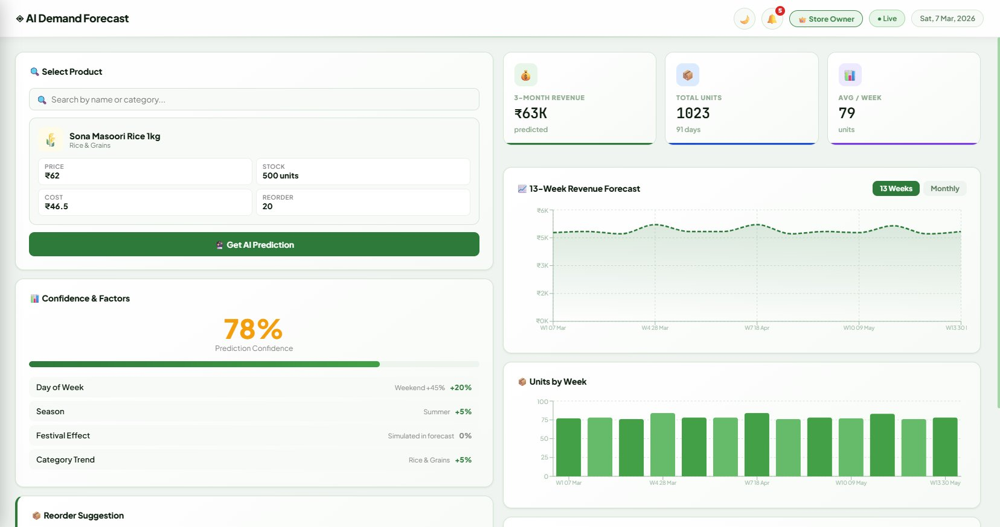 AI Demand Forecast
5
Store Owner
Live
Sat, 7 Mar, 2026
Select Product
Search by name or category...
Sona Masoori Rice 1kg
Rice & Grains
PRICE
₹62
STOCK
500 units
COST
₹46.5
REORDER
20
Get AI Prediction
Confidence & Factors
78%
Prediction Confidence
Day of Week Weekend +45% +20%
Season Summer +5%
Festival Effect Simulated in forecast 0%
Category Trend Rice & Grains +5%
Reorder Suggestion
3-MONTH REVENUE
₹63K
predicted
TOTAL UNITS
1023
91 days
AVG / WEEK
79
units
13-Week Revenue Forecast
13 Weeks
Monthly
₹6K
₹5K
₹3K
₹2K
₹0K
W1 07 Mar W4 28 Mar W7 18 Apr W10 09 May W13 30
Units by Week
100
75
50
25
0
W1 07 Mar W4 28 Mar W7 18 Apr W10 09 May W13 30 May